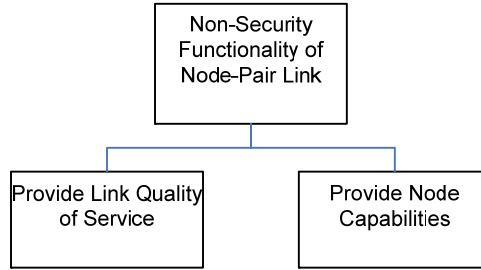 Non-Security
Functionality of
Node-Pair Link
Provide Link Quality
of Service
Provide Node
Capabilities